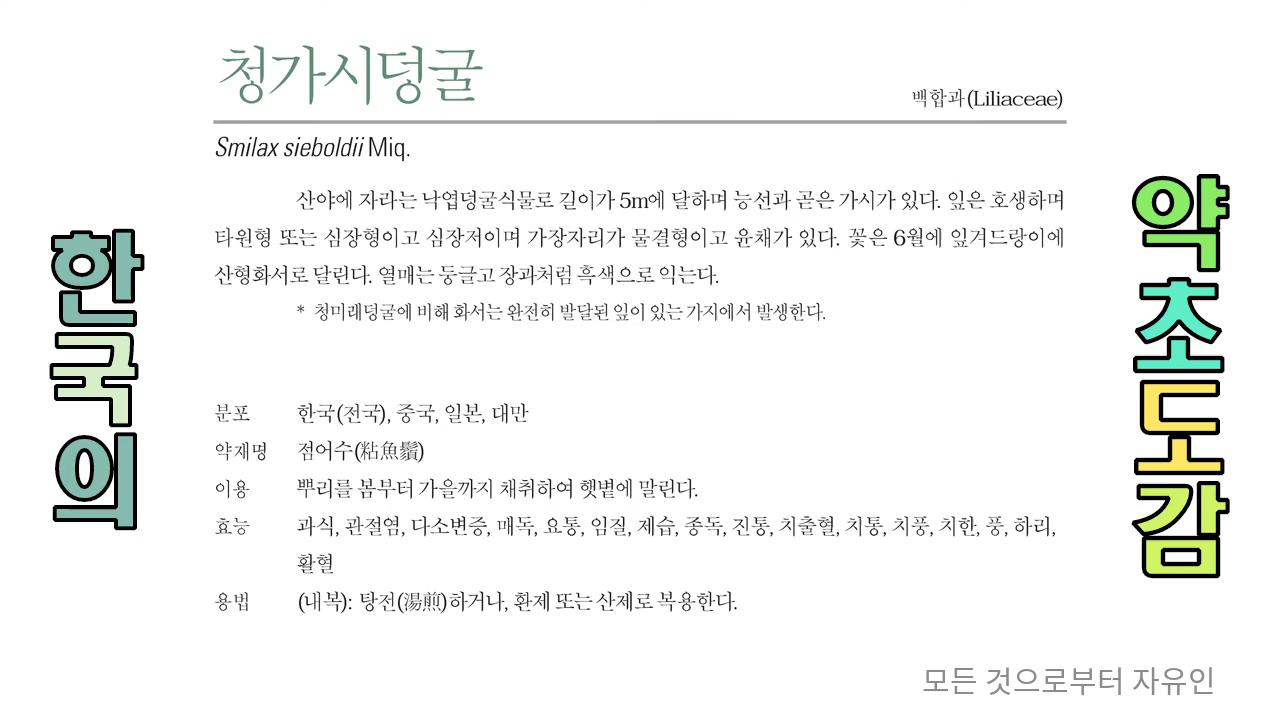 청가시덩굴
백합과(Liliaceae)
Smilax sieboldii Miq.
산야에 자라는 낙엽덩굴식물로 길이가 5m에 달하며 능선과 곧은 가시가 있다. 잎은 호생하며
타원형 또는 심장형이고 심장저이며 가장자리가 물결형이고 윤채가 있다. 꽃은 6월에 잎겨드랑이에
산형화서로 달린다. 열매는 둥글고 장과처럼 흑색으로 익는다.
* 청미래덩굴에 비해 화서는 완전히 발달된 잎이 있는 가지에서 발생한다.
분포 한국(전국), 중국, 일본, 대만
약재명 점어수(粘魚鬚)
이용 뿌리를 봄부터 가을까지 채취하여 햇볕에 말린다.
효능 과식, 관절염, 다소변증, 매독, 요통, 임질, 제습, 종독, 진통, 치출혈, 치통, 치풍, 치한, 풍, 하리,
활혈
용법 (내복): 탕전(湯煎)하거나, 환제 또는 산제로 복용한다.
한국의
약초도감
모든 것으로부터 자유인